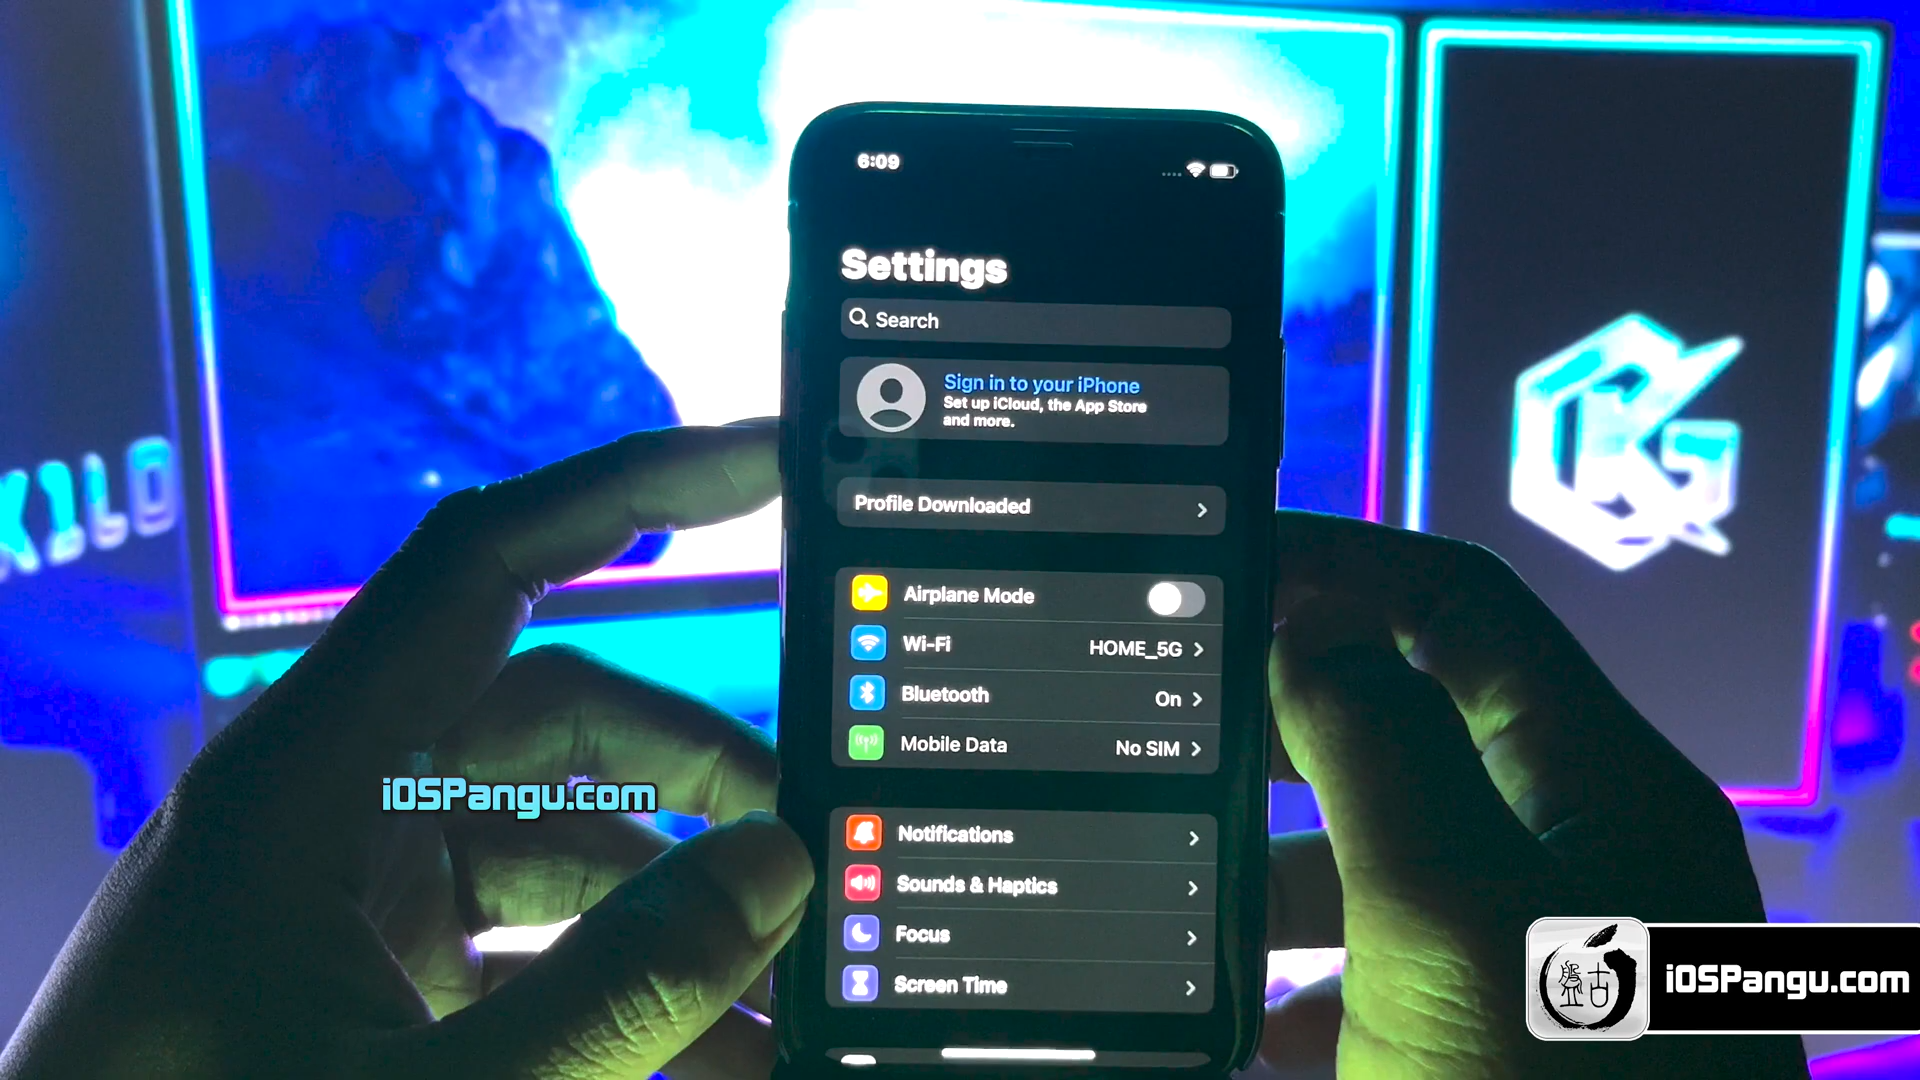 6:09
Settings
Search
Sign in to your iPhone
Set up iCloud, the App Store
and more.
Profile Downloaded
Airplane Mode
Wi-Fi
HOME_5G
Bluetooth
On
Mobile Data
No SIM
Notifications
Sounds & Haptics
Focus
Screen Time
iOSPangu.com
盤古
iOSPangu.com